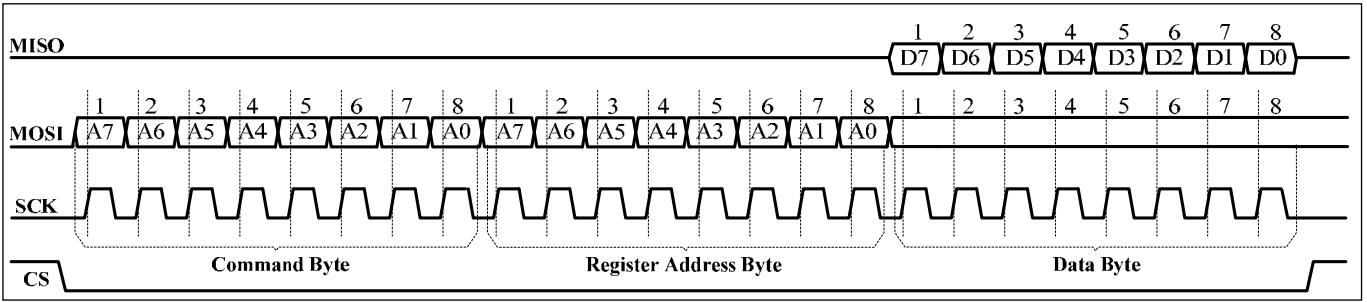 1 2 3 4 5 6 7 8
MISO D7 D6 D5 D4 D3 D2 D1 D0
1 2 3 4 5 6 7 8 1 2 3 4 5 6 7 8 1 2 3 4 5 6 7 8
MOSI A7 A6 A5 A4 A3 A2 A1 A0 A7 A6 A5 A4 A3 A2 A1 A0
SCK
Command Byte Register Address Byte Data Byte
CS